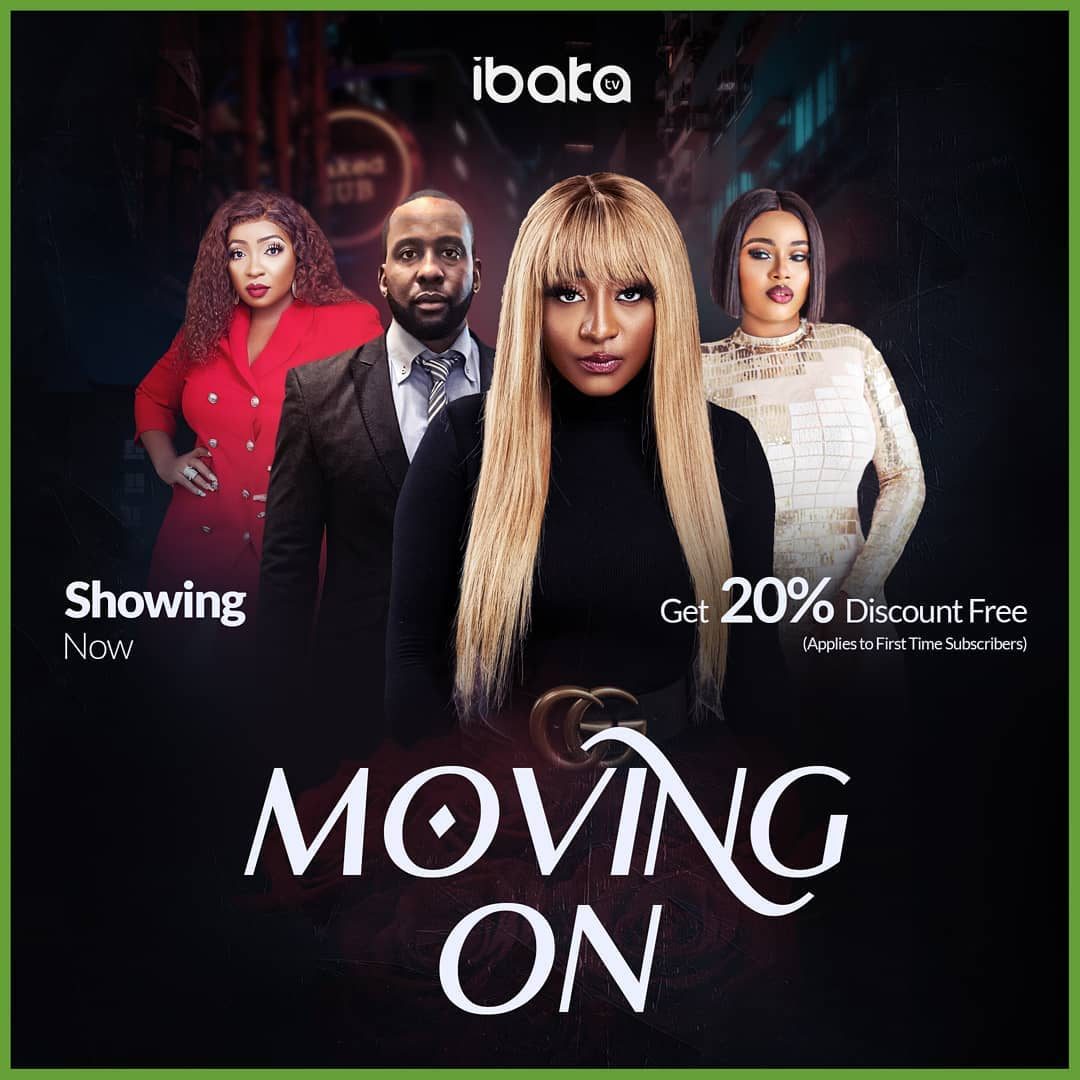 ibaka tv
Showing
Now
Get 20% Discount Free
(Applies to First Time Subscribers)
MOVING
ON